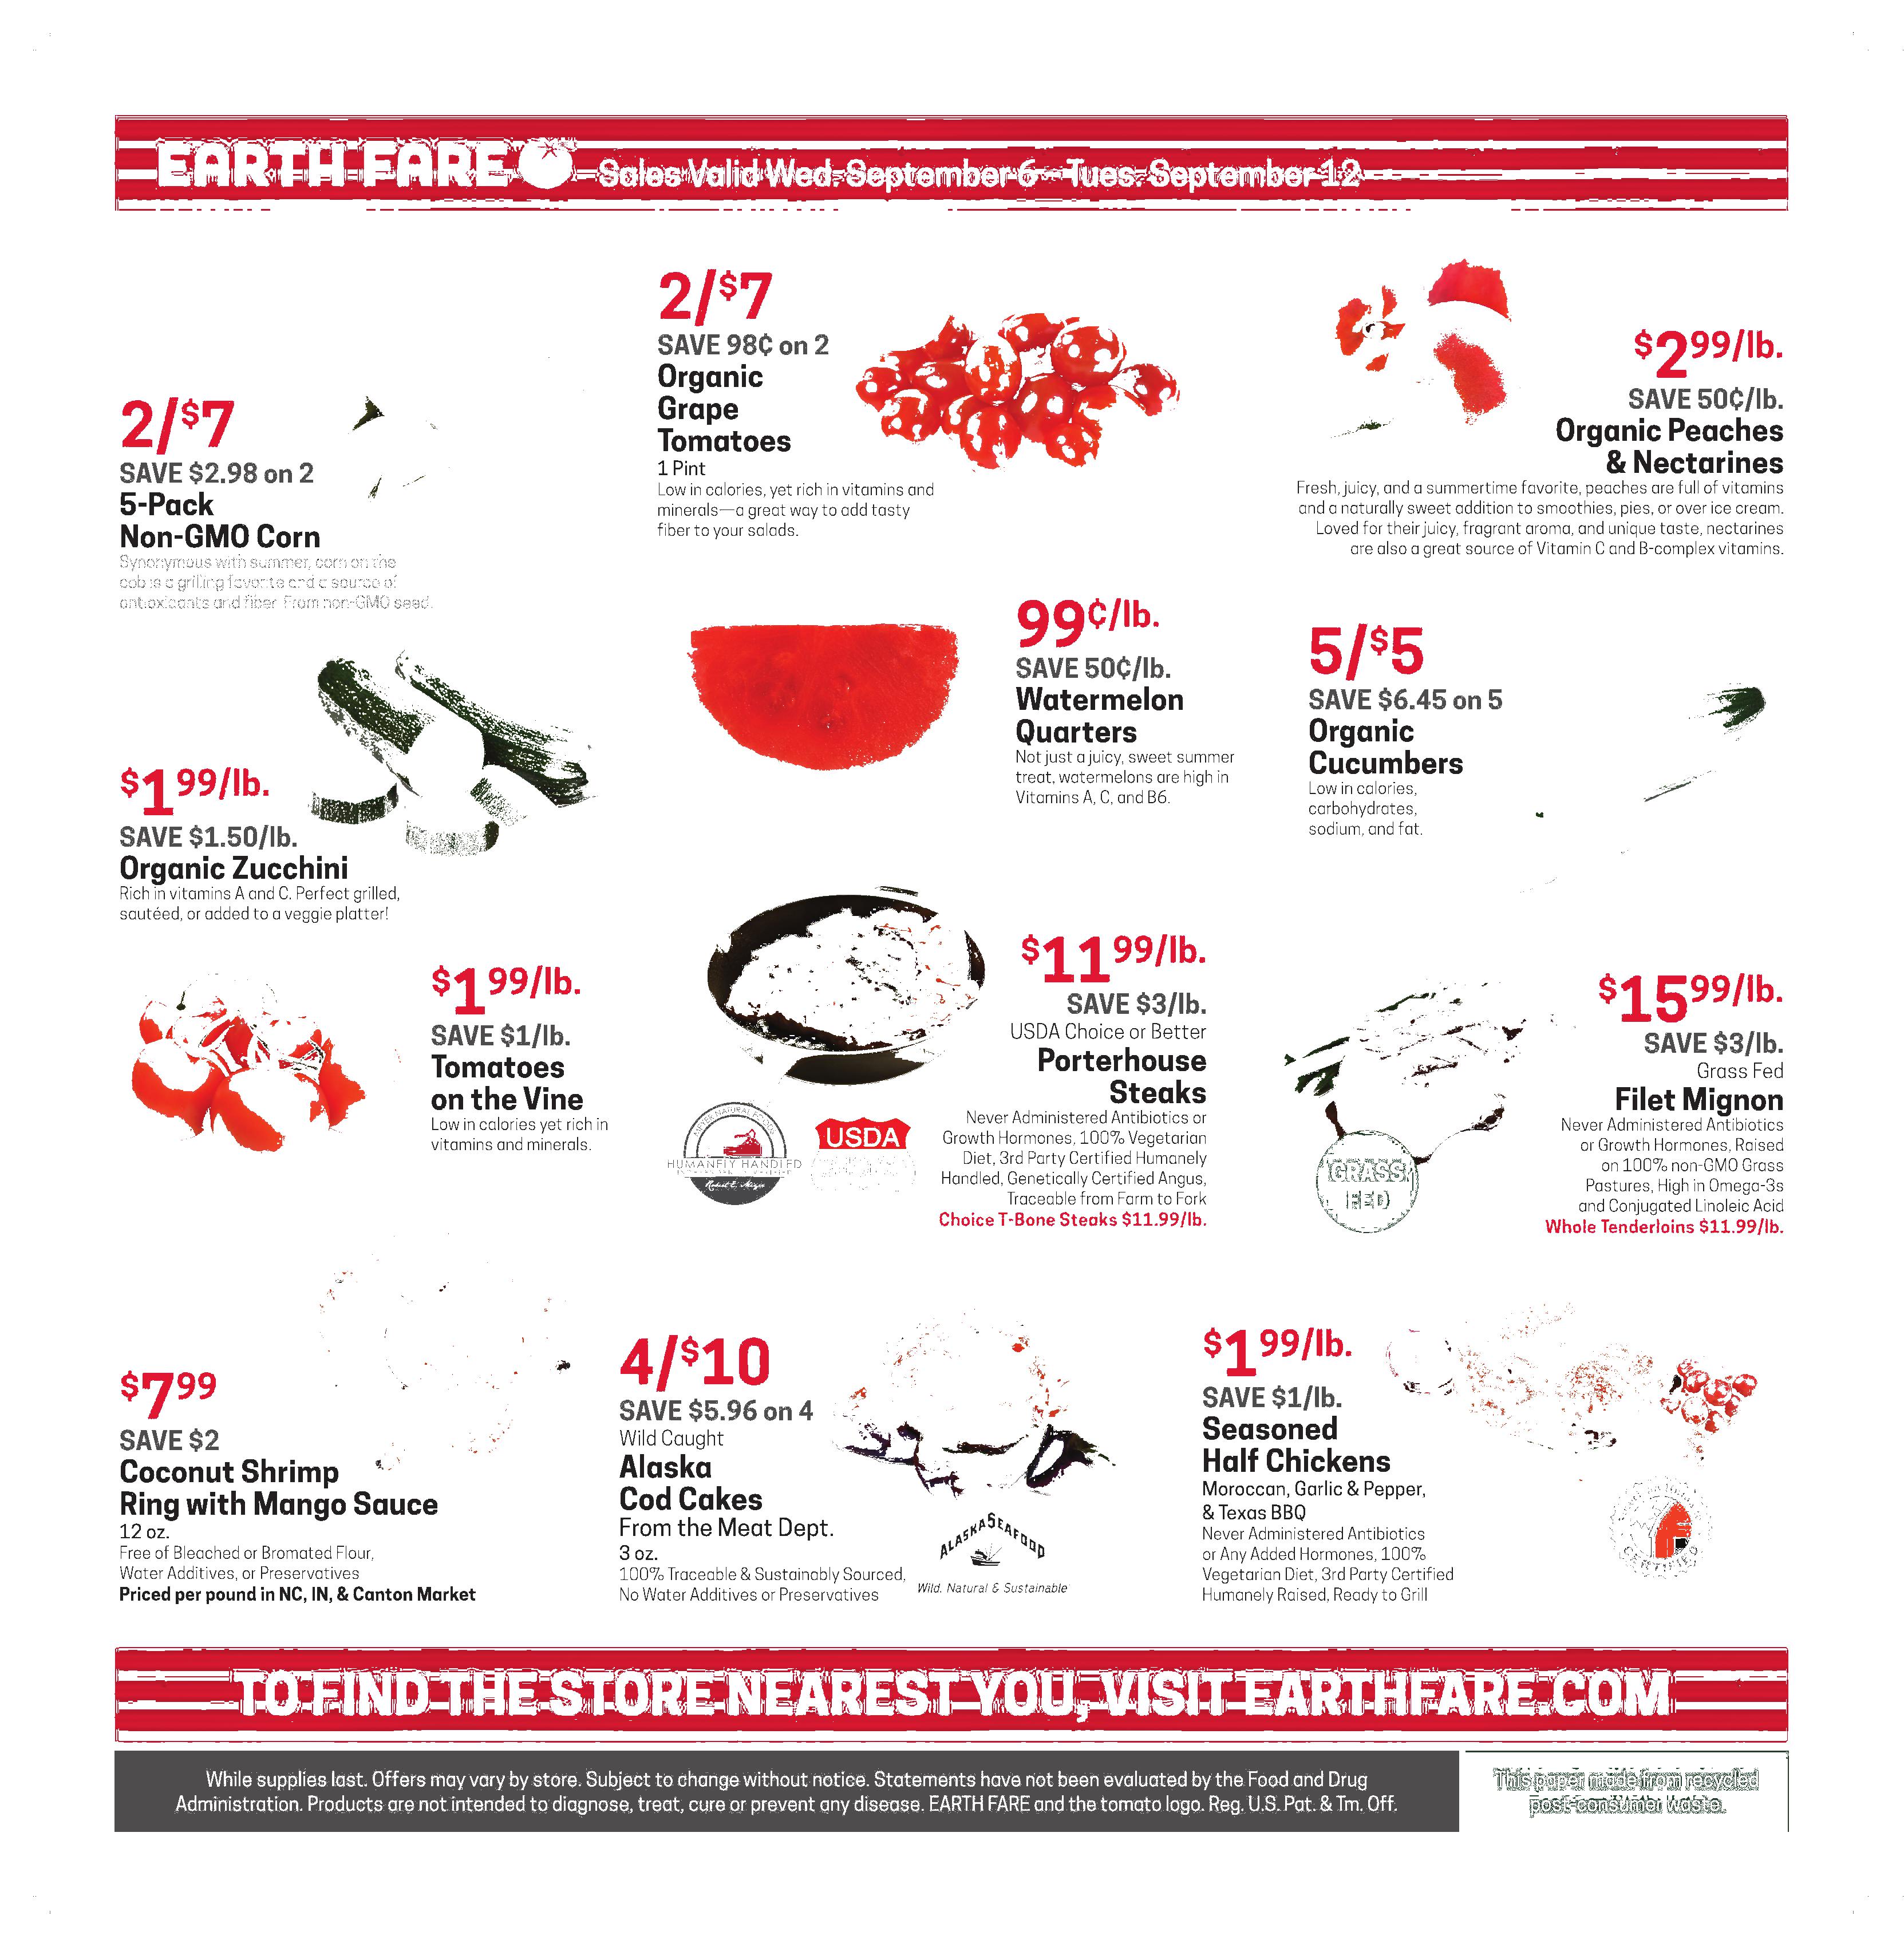 EARTH FARE Sales Valid Wed. September 6 - Tues. September 12
2/$7
SAVE $2.98 on 2
5-Pack
Non-GMO Corn
Synonymous with summer, corn on the
cob is a grilling favorite and a source of
antioxidants and fiber. From non-GMO seed.
2/$7
SAVE 98¢ on 2
Organic
Grape
Tomatoes
1 Pint
Low in calories, yet rich in vitamins and
minerals—a great way to add tasty
fiber to your salads.
$2 99/lb.
SAVE 50¢/lb.
Organic Peaches
& Nectarines
Fresh, juicy, and a summertime favorite, peaches are full of vitamins
and a naturally sweet addition to smoothies, pies, or over ice cream.
Loved for their juicy, fragrant aroma, and unique taste, nectarines
are also a great source of Vitamin C and B-complex vitamins.
$1 99/lb.
SAVE $1.50/lb.
Organic Zucchini
Rich in vitamins A and C. Perfect grilled,
sautéed, or added to a veggie platter!
99¢/lb.
SAVE 50¢/lb.
Watermelon
Quarters
Not just a juicy, sweet summer
treat, watermelons are high in
Vitamins A, C, and B6.
5/$5
SAVE $6.45 on 5
Organic
Cucumbers
Low in calories,
carbohydrates,
sodium, and fat.
$1 99/lb.
SAVE $1/lb.
Tomatoes
on the Vine
Low in calories yet rich in
vitamins and minerals.
$11 99/lb.
SAVE $3/lb.
USDA Choice or Better
Porterhouse
Steaks
Never Administered Antibiotics or
Growth Hormones, 100% Vegetarian
Diet, 3rd Party Certified Humanely
Handled, Genetically Certified Angus,
Traceable from Farm to Fork
Choice T-Bone Steaks $11.99/lb.
MEYER NATURAL FOODS
HUMANELY HANDLED
USDA
$15 99/lb.
SAVE $3/lb.
Grass Fed
Filet Mignon
Never Administered Antibiotics
or Growth Hormones, Raised
on 100% non-GMO Grass
Pastures, High in Omega-3s
and Conjugated Linoleic Acid
Whole Tenderloins $11.99/lb.
GRASS
FED
$7 99
SAVE $2
Coconut Shrimp
Ring with Mango Sauce
12 oz.
Free of Bleached or Bromated Flour,
Water Additives, or Preservatives
Priced per pound in NC, IN, & Canton Market
4/$10
SAVE $5.96 on 4
Wild Caught
Alaska
Cod Cakes
From the Meat Dept.
3 oz.
100% Traceable & Sustainably Sourced,
No Water Additives or Preservatives
ALASKA SEAFOOD
Wild, Natural & Sustainable
$1 99/lb.
SAVE $1/lb.
Seasoned
Half Chickens
Moroccan, Garlic & Pepper,
& Texas BBQ
Never Administered Antibiotics
or Any Added Hormones, 100%
Vegetarian Diet, 3rd Party Certified
Humanely Raised, Ready to Grill
CERTIFIED
TO FIND THE STORE NEAREST YOU, VISIT EARTHFARE.COM
While supplies last. Offers may vary by store. Subject to change without notice. Statements have not been evaluated by the Food and Drug
Administration. Products are not intended to diagnose, treat, cure or prevent any disease. EARTH FARE and the tomato logo. Reg. U.S. Pat. & Tm. Off.
This paper made from recycled
post-consumer waste.